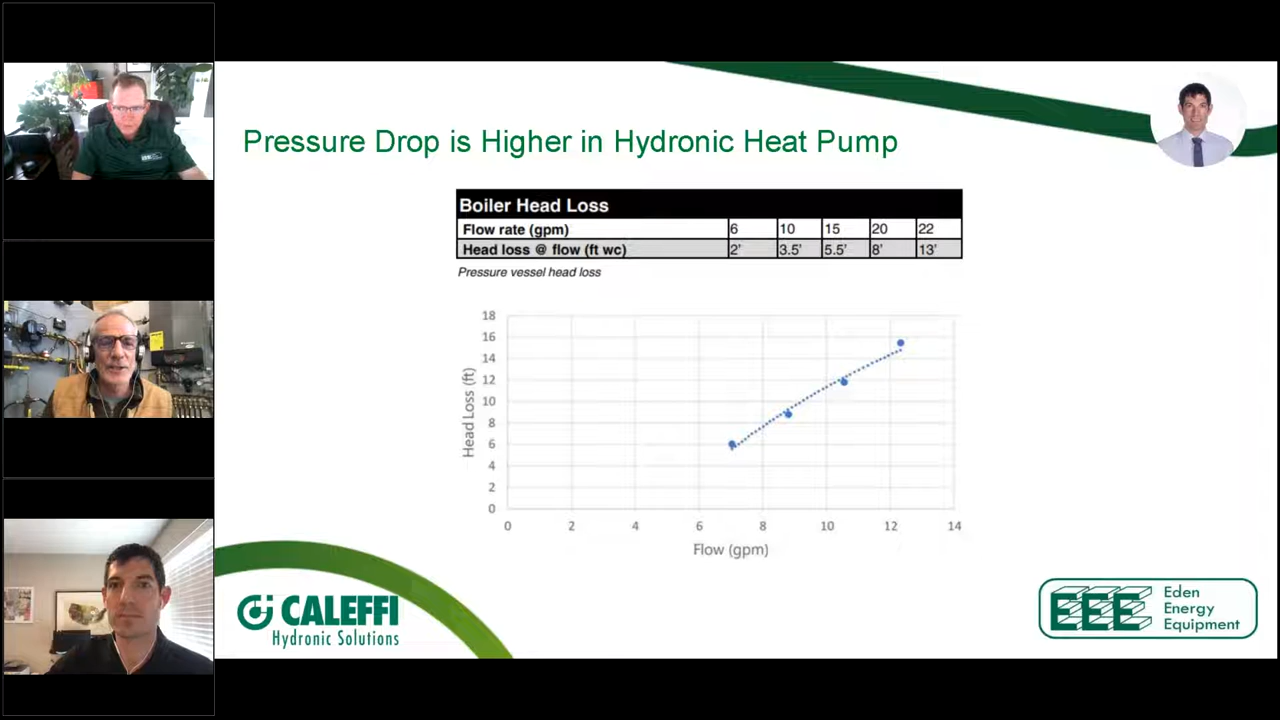 Pressure Drop is Higher in Hydronic Heat Pump
Boiler Head Loss
Flow rate (gpm) 6 10 15 20 22
Head loss @ flow (ft wc) 2' 3.5' 5.5' 8' 13'
Pressure vessel head loss
18
16
14
12
10
8
6
4
2
0
Head Loss (ft)
0 2 4 6 8 10 12 14
Flow (gpm)
CALEFFI
Hydronic Solutions
EEE
Eden
Energy
Equipment